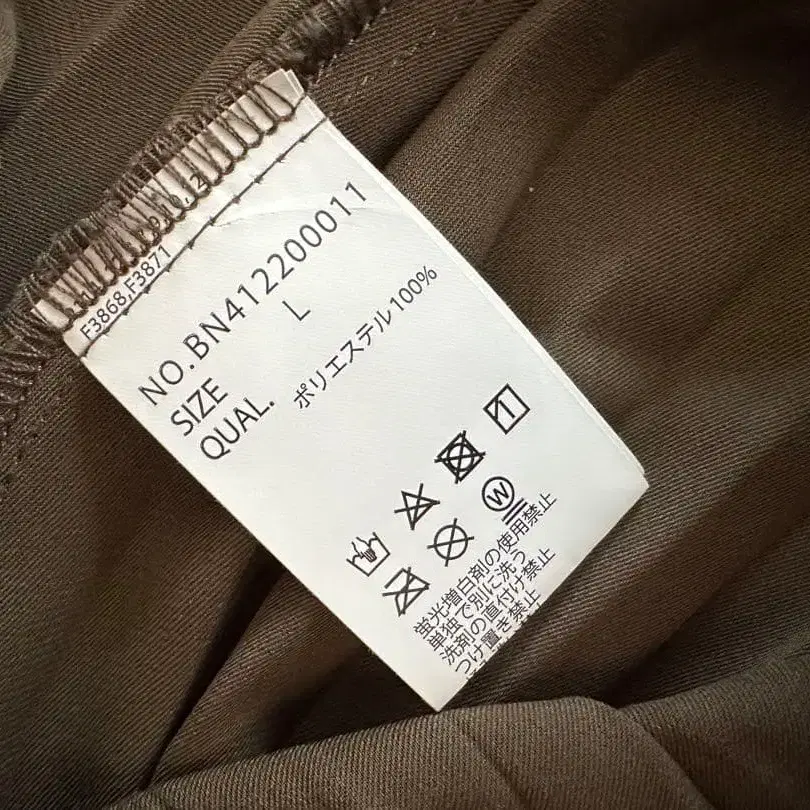 F3868,F3871
NO. BN412200011
SIZE L
QUAL. ポリエステル100%
蛍光増白剤の使用禁止
単独で別に洗う
洗剤の直付け禁止
つけ置き禁止